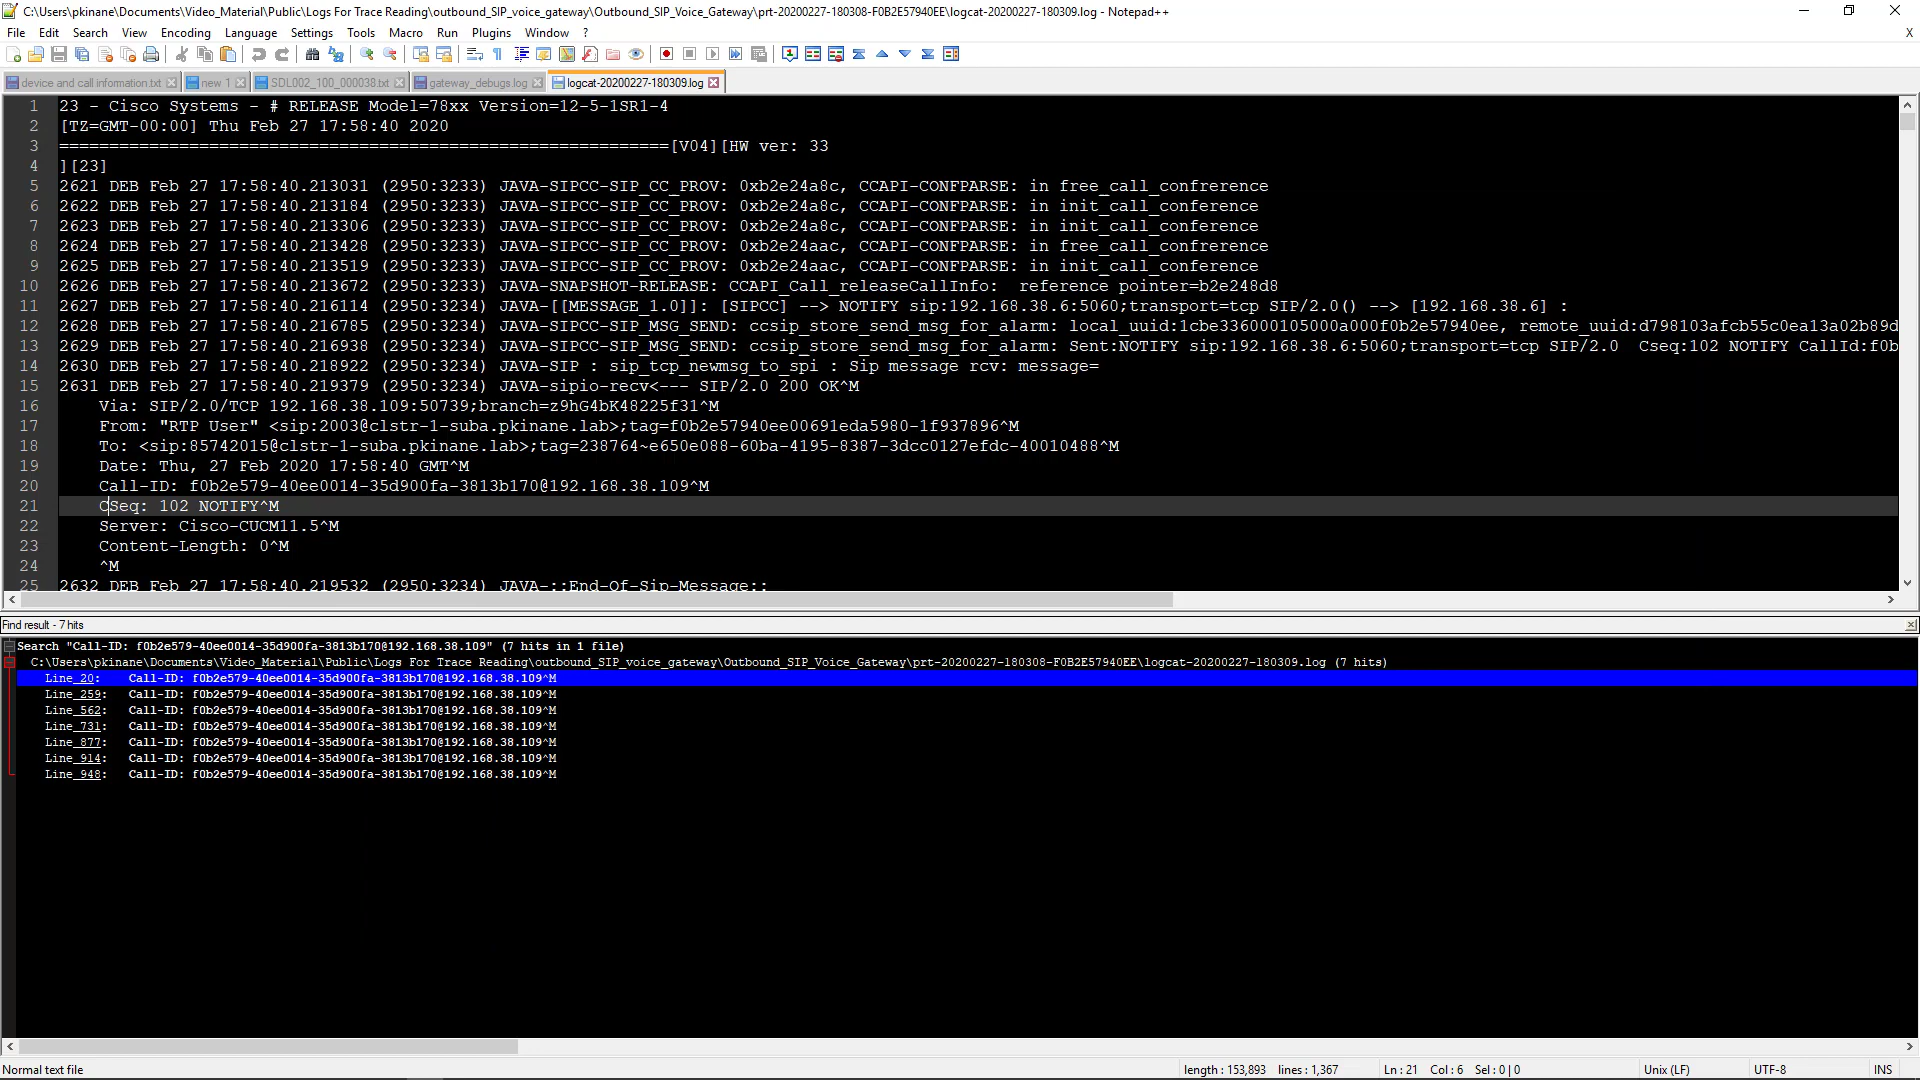 C:\Users\pkinane\Documents\Video_Material\Public\Logs For Trace Reading\outbound_SIP_voice_gateway\Outbound_SIP_Voice_Gateway\prt-20200227-180308-F0B2E57940EE\logcat-20200227-180309.log - Notepad++
File Edit Search View Encoding Language Settings Tools Macro Run Plugins Window ? X
device and call information.txt new 1 SDL002_100_000038.txt gateway_debugs.log logcat-20200227-180309.log
1 23 - Cisco Systems - # RELEASE Model=78xx Version=12-5-1SR1-4
2 [TZ=GMT-00:00] Thu Feb 27 17:58:40 2020
3 =============================================================[V04][HW ver: 33
4 ][23]
5 2621 DEB Feb 27 17:58:40.213031 (2950:3233) JAVA-SIPCC-SIP_CC_PROV: 0xb2e24a8c, CCAPI-CONFPARSE: in free_call_confrerence
6 2622 DEB Feb 27 17:58:40.213184 (2950:3233) JAVA-SIPCC-SIP_CC_PROV: 0xb2e24a8c, CCAPI-CONFPARSE: in init_call_conference
7 2623 DEB Feb 27 17:58:40.213306 (2950:3233) JAVA-SIPCC-SIP_CC_PROV: 0xb2e24a8c, CCAPI-CONFPARSE: in init_call_conference
8 2624 DEB Feb 27 17:58:40.213428 (2950:3233) JAVA-SIPCC-SIP_CC_PROV: 0xb2e24aac, CCAPI-CONFPARSE: in free_call_confrerence
9 2625 DEB Feb 27 17:58:40.213519 (2950:3233) JAVA-SIPCC-SIP_CC_PROV: 0xb2e24aac, CCAPI-CONFPARSE: in init_call_conference
10 2626 DEB Feb 27 17:58:40.213672 (2950:3233) JAVA-SNAPSHOT-RELEASE: CCAPI_Call_releaseCallInfo:  reference pointer=b2e248d8
11 2627 DEB Feb 27 17:58:40.216114 (2950:3234) JAVA-[[MESSAGE_1.0]]: [SIPCC] --> NOTIFY sip:192.168.38.6:5060;transport=tcp SIP/2.0() --> [192.168.38.6] :
12 2628 DEB Feb 27 17:58:40.216785 (2950:3234) JAVA-SIPCC-SIP_MSG_SEND: ccsip_store_send_msg_for_alarm: local_uuid:1cbe336000105000a000f0b2e57940ee, remote_uuid:d798103afcb55c0ea13a02b89d
13 2629 DEB Feb 27 17:58:40.216938 (2950:3234) JAVA-SIPCC-SIP_MSG_SEND: ccsip_store_send_msg_for_alarm: Sent:NOTIFY sip:192.168.38.6:5060;transport=tcp SIP/2.0  Cseq:102 NOTIFY CallId:f0b
14 2630 DEB Feb 27 17:58:40.218922 (2950:3234) JAVA-SIP : sip_tcp_newmsg_to_spi : Sip message rcv: message=
15 2631 DEB Feb 27 17:58:40.219379 (2950:3234) JAVA-sipio-recv<--- SIP/2.0 200 OK^M
16 Via: SIP/2.0/TCP 192.168.38.109:50739;branch=z9hG4bK48225f31^M
17 From: "RTP User" <sip:2003@clstr-1-suba.pkinane.lab>;tag=f0b2e57940ee00691eda5980-1f937896^M
18 To: <sip:85742015@clstr-1-suba.pkinane.lab>;tag=238764~e650e088-60ba-4195-8387-3dcc0127efdc-40010488^M
19 Date: Thu, 27 Feb 2020 17:58:40 GMT^M
20 Call-ID: f0b2e579-40ee0014-35d900fa-3813b170@192.168.38.109^M
21 CSeq: 102 NOTIFY^M
22 Server: Cisco-CUCM11.5^M
23 Content-Length: 0^M
24 ^M
25 2632 DEB Feb 27 17:58:40.219532 (2950:3234) JAVA-::End-Of-Sip-Message::
Find result - 7 hits
Search "Call-ID: f0b2e579-40ee0014-35d900fa-3813b170@192.168.38.109" (7 hits in 1 file)
C:\Users\pkinane\Documents\Video_Material\Public\Logs For Trace Reading\outbound_SIP_voice_gateway\Outbound_SIP_Voice_Gateway\prt-20200227-180308-F0B2E57940EE\logcat-20200227-180309.log (7 hits)
Line 20: Call-ID: f0b2e579-40ee0014-35d900fa-3813b170@192.168.38.109^M
Line 259: Call-ID: f0b2e579-40ee0014-35d900fa-3813b170@192.168.38.109^M
Line 562: Call-ID: f0b2e579-40ee0014-35d900fa-3813b170@192.168.38.109^M
Line 731: Call-ID: f0b2e579-40ee0014-35d900fa-3813b170@192.168.38.109^M
Line 877: Call-ID: f0b2e579-40ee0014-35d900fa-3813b170@192.168.38.109^M
Line 914: Call-ID: f0b2e579-40ee0014-35d900fa-3813b170@192.168.38.109^M
Line 948: Call-ID: f0b2e579-40ee0014-35d900fa-3813b170@192.168.38.109^M
Normal text file length : 153,893 lines : 1,367 Ln : 21 Col : 6 Sel : 0 | 0 Unix (LF) UTF-8 INS